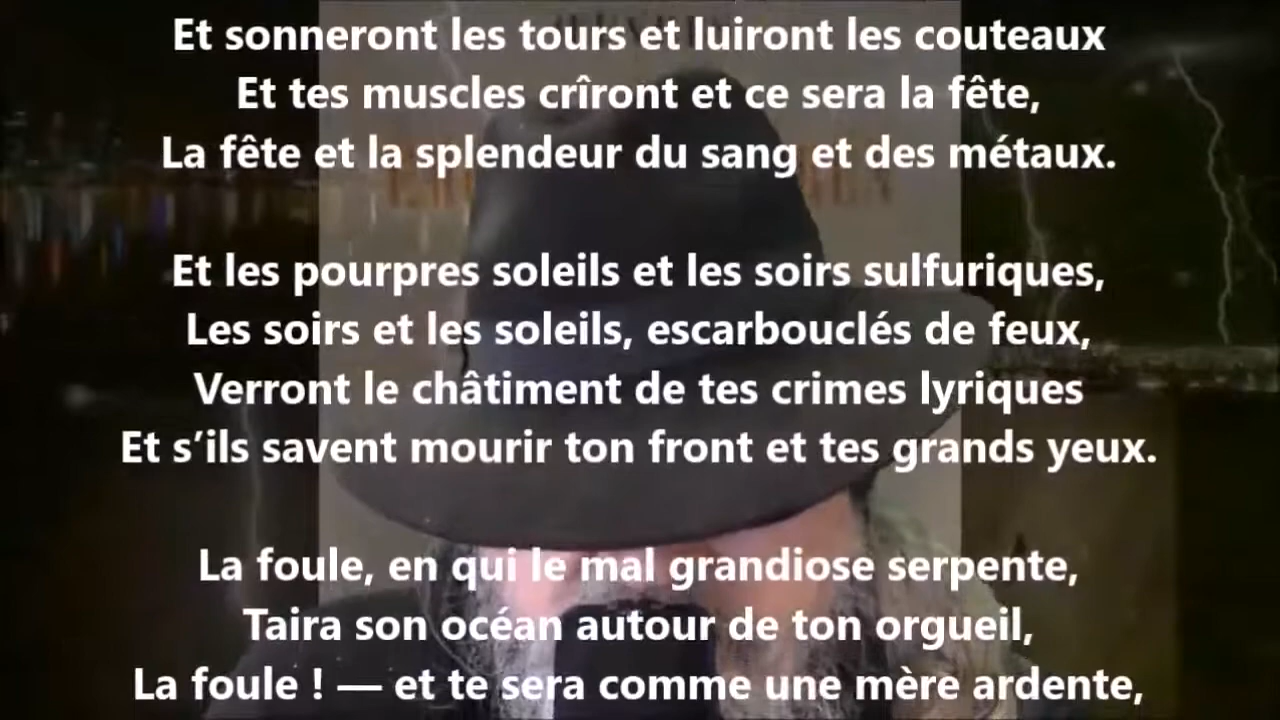 Et sonneront les tours et luiront les couteaux
Et tes muscles crîront et ce sera la fête,
La fête et la splendeur du sang et des métaux.
Et les pourpres soleils et les soirs sulfuriques,
Les soirs et les soleils, escarbouclés de feux,
Verront le châtiment de tes crimes lyriques
Et s’ils savent mourir ton front et tes grands yeux.
La foule, en qui le mal grandiose serpente,
Taira son océan autour de ton orgueil,
La foule ! — et te sera comme une mère ardente,